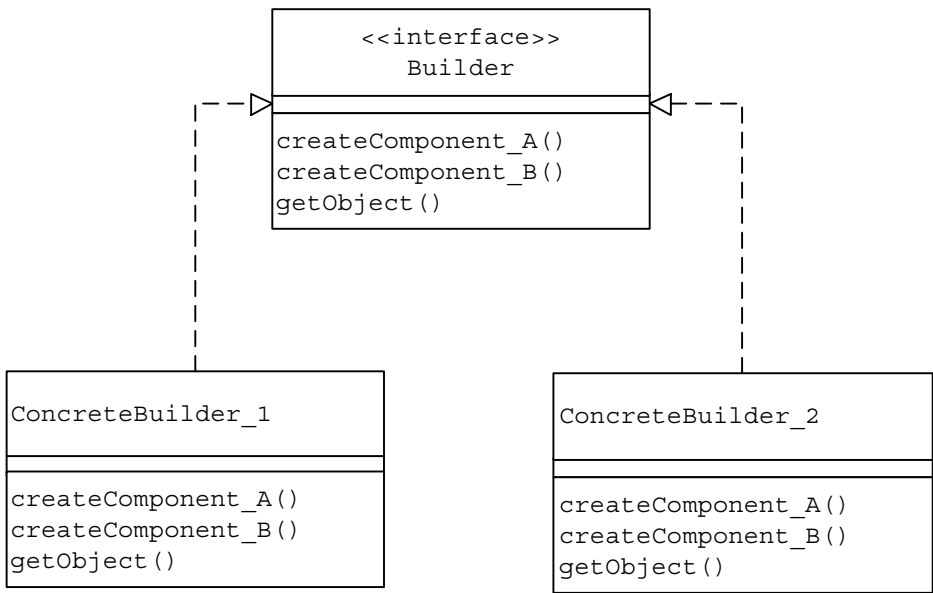 <<interface>>
Builder
createComponent_A()
createComponent_B()
getObject()
ConcreteBuilder_1
createComponent_A()
createComponent_B()
getObject()
ConcreteBuilder_2
createComponent_A()
createComponent_B()
getObject()